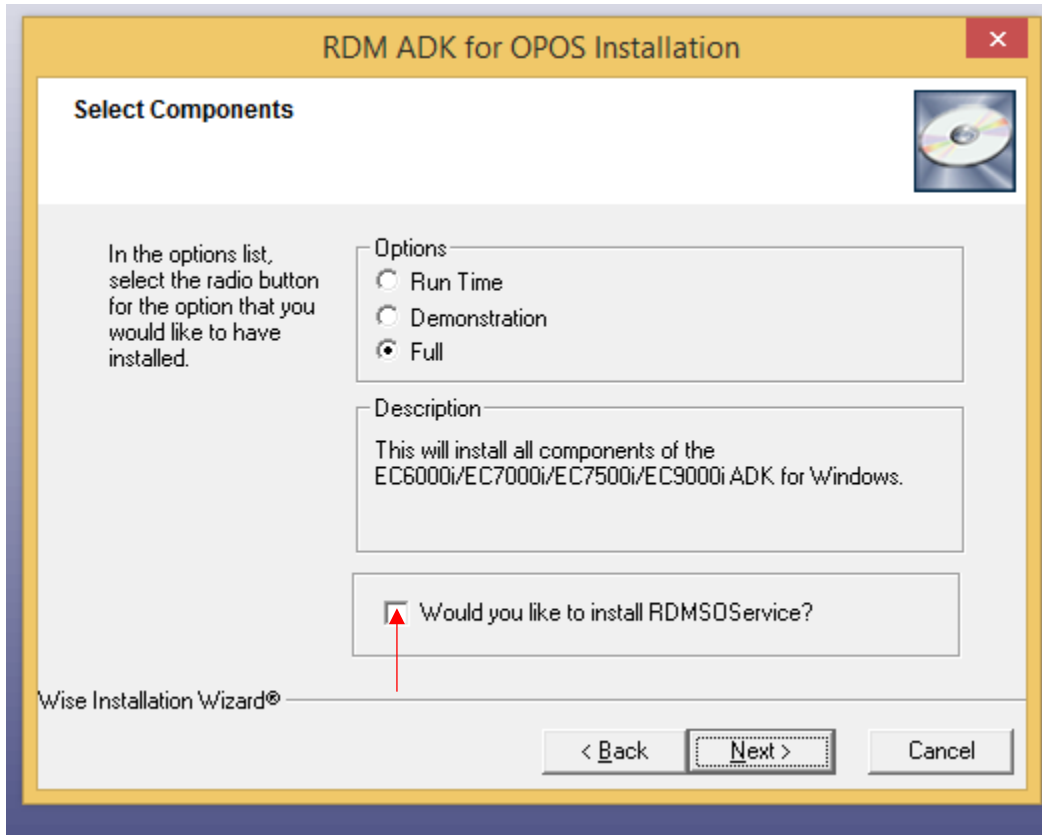 RDM ADK for OPOS Installation
Select Components
In the options list,
select the radio button
for the option that you
would like to have
installed.
Options
Run Time
Demonstration
Full
Description
This will install all components of the
EC6000i/EC7000i/EC7500i/EC9000i ADK for Windows.
Would you like to install RDMSOService?
Wise Installation Wizard®
< Back
Next >
Cancel